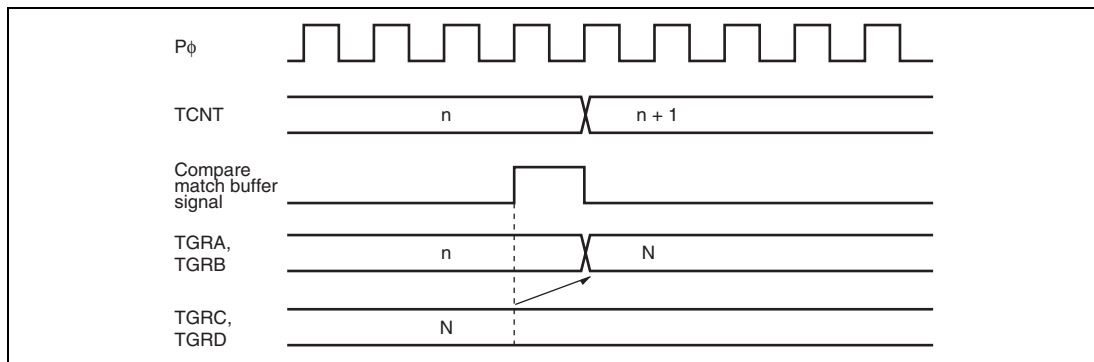 Pϕ
TCNT
n
n + 1
Compare
match buffer
signal
TGRA,
TGRB
n
N
TGRC,
TGRD
N